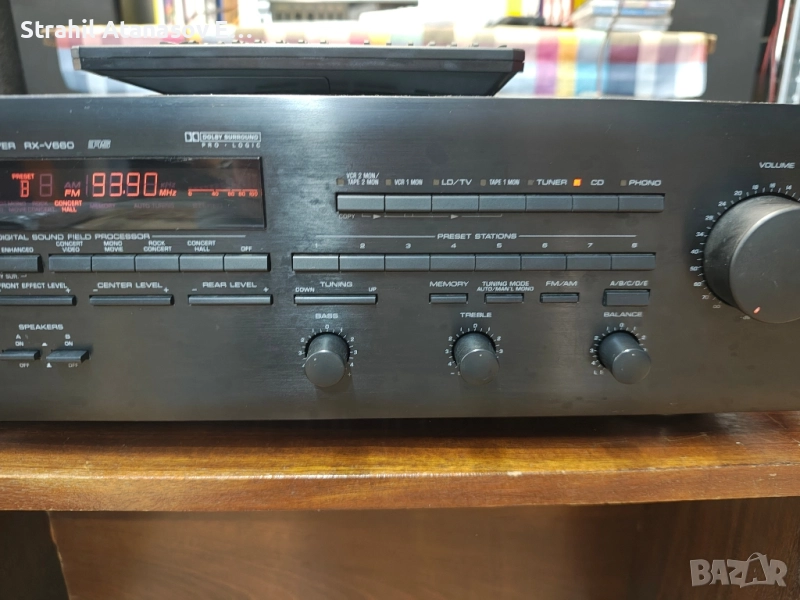 Strahil Atanasov E...
VER RX-V660
DOLBY SURROUND
PRO · LOGIC
PRESET
B
AM
FM
93.90
MHz
CONCERT
HALL
DIGITAL SOUND FIELD PROCESSOR
ENHANCED
CONCERT VIDEO
MONO MOVIE
ROCK CONCERT
CONCERT HALL
OFF
FRONT EFFECT LEVEL +
– CENTER LEVEL +
– REAR LEVEL +
SPEAKERS
A
ON
OFF
B
ON
OFF
VCR 2 MON/
TAPE 2 MON
VCR 1 MON
LD/TV
TAPE 1 MON
TUNER
CD
PHONO
COPY
PRESET STATIONS
2 3 4 5 6 7 8
TUNING
DOWN UP
MEMORY
TUNING MODE
AUTO/MAN'L MONO
FM/AM
A/B/C/D/E
BASS
TREBLE
BALANCE
VOLUME
BAZAR